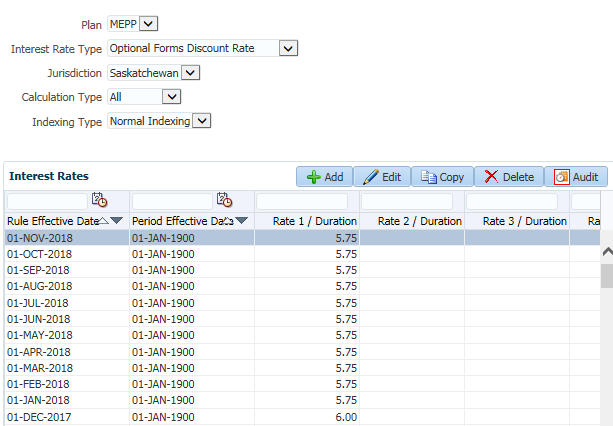 Plan MEPP
Interest Rate Type Optional Forms Discount Rate
Jurisdiction Saskatchewan
Calculation Type All
Indexing Type Normal Indexing
Interest Rates Add Edit Copy Delete Audit
Rule Effective Date Period Effective Date Rate 1 / Duration Rate 2 / Duration Rate 3 / Duration Ra
01-NOV-2018 01-JAN-1900 5.75
01-OCT-2018 01-JAN-1900 5.75
01-SEP-2018 01-JAN-1900 5.75
01-AUG-2018 01-JAN-1900 5.75
01-JUL-2018 01-JAN-1900 5.75
01-JUN-2018 01-JAN-1900 5.75
01-MAY-2018 01-JAN-1900 5.75
01-APR-2018 01-JAN-1900 5.75
01-MAR-2018 01-JAN-1900 5.75
01-FEB-2018 01-JAN-1900 5.75
01-JAN-2018 01-JAN-1900 5.75
01-DEC-2017 01-JAN-1900 6.00